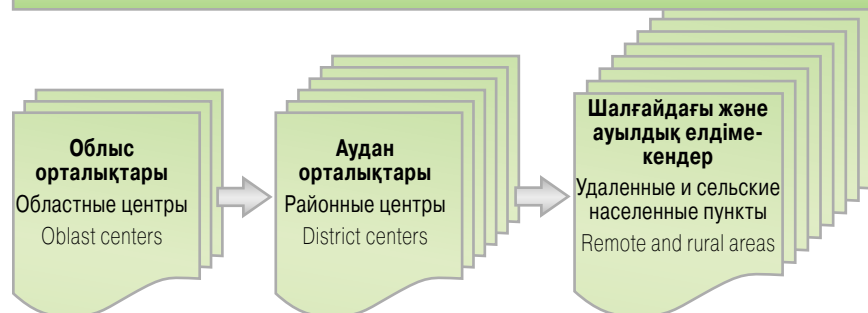 Облыс
орталықтары
Областные центры
Oblast centers
Аудан
орталықтары
Районные центры
District centers
Шалғайдағы және
ауылдық елдіме-
кендер
Удаленные и сельские
населенные пункты
Remote and rural areas